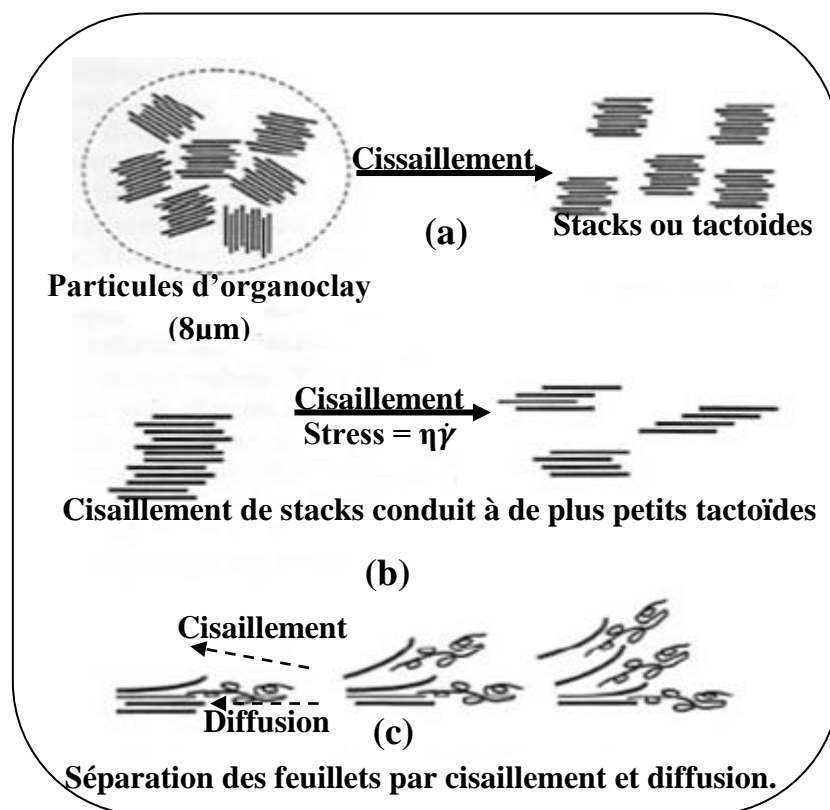 Cissaillement
(a)
Stacks ou tactoides
Particules d’organoclay
(8µm)
Cisaillement
Stress = ηγ̇
Cisaillement de stacks conduit à de plus petits tactoïdes
(b)
Cisaillement
Diffusion
(c)
Séparation des feuillets par cisaillement et diffusion.